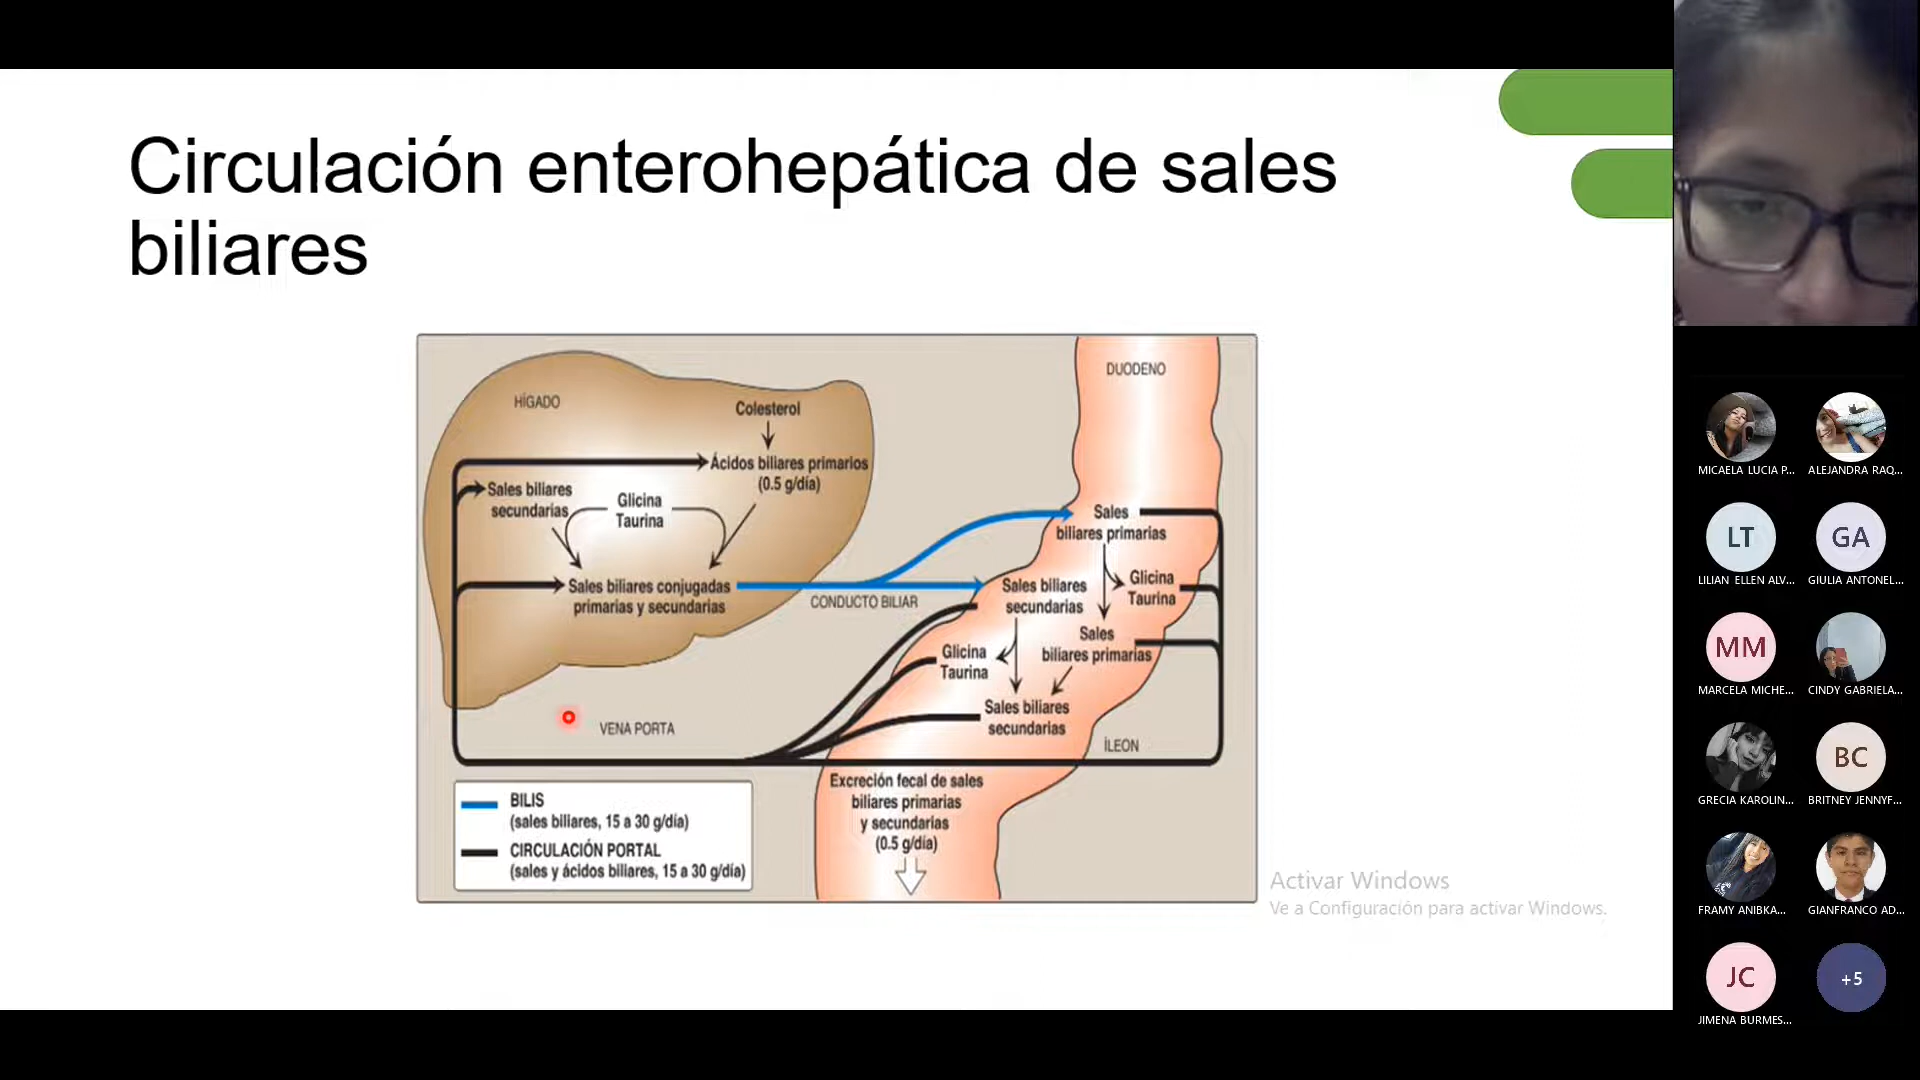 Circulación enterohepática de sales
biliares
HÍGADO
Colesterol
Ácidos biliares primarios
(0.5 g/día)
Sales biliares
secundarias
Glicina
Taurina
Sales biliares conjugadas
primarias y secundarias
CONDUCTO BILIAR
DUODENO
Sales
biliares primarias
Glicina
Taurina
Sales biliares
secundarias
Sales
biliares primarias
Glicina
Taurina
Sales biliares
secundarias
ÍLEON
VENA PORTA
Excreción fecal de sales
biliares primarias
y secundarias
(0.5 g/día)
BILIS
(sales biliares, 15 a 30 g/día)
CIRCULACIÓN PORTAL
(sales y ácidos biliares, 15 a 30 g/día)
Activar Windows
Ve a Configuración para activar Windows.
MICAELA LUCIA P...
ALEJANDRA RAQ...
LT
GA
LILIAN ELLEN ALV...
GIULIA ANTONEL...
MM
MARCELA MICHE...
CINDY GABRIELA...
BC
GRECIA KAROLIN...
BRITNEY JENNYF...
FRAMY ANIBKA...
GIANFRANCO AD...
JC
+5
JIMENA BURMES...